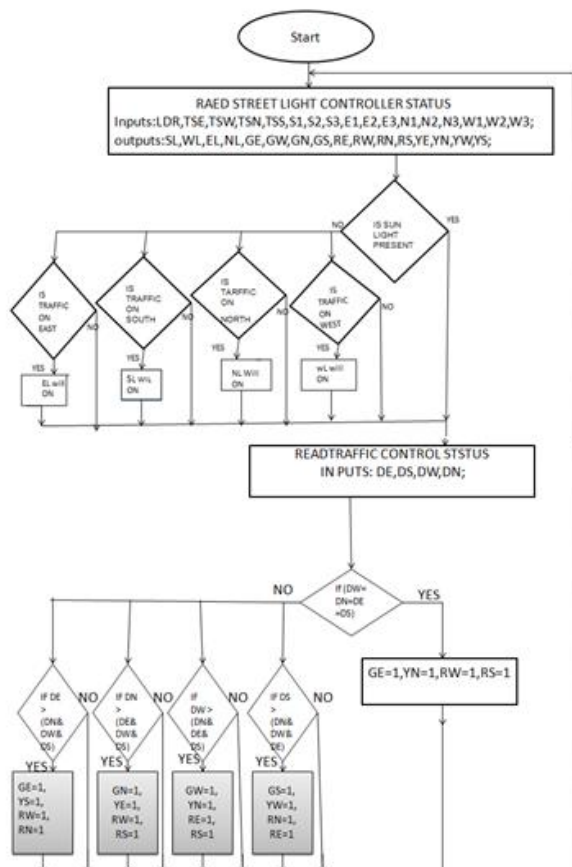 Start
RAED STREET LIGHT CONTROLLER STATUS
Inputs:LDR,TSE,TSW,TSN,TSS,S1,S2,S3,E1,E2,E3,N1,N2,N3,W1,W2,W3;
outputs:SL,WL,EL,NL,GE,GW,GN,GS,RE,RW,RN,RS,YE,YN,YW,YS;
IS SUN
LIGHT
PRESENT
NO
YES
IS
TRAFFIC
ON
EAST
NO
YES
EL will
ON
IS
TRAFFIC
ON
SOUTH
NO
YES
SL WIL
ON
IS
TARFFIC
ON
NORTH
NO
YES
NL Will
ON
IS
TRAFFIC
ON
WEST
NO
YES
wL will
ON
READTRAFFIC CONTROL STSTUS
IN PUTS: DE,DS,DW,DN;
If (DW=
DN=DE
=DS)
NO
YES
GE=1,YN=1,RW=1,RS=1
IF DE
>
(DN&
DW&
DS)
NO
YES
GE=1,
YS=1,
RW=1,
RN=1
IF DN
>
(DE&
DW&
DS)
NO
YES
GN=1,
YE=1,
RW=1,
RS=1
IF
DW >
(DN&
DE&
DS)
NO
YES
GW=1,
YN=1,
RE=1,
RS=1
IF DS
>
(DN&
DW&
DE)
NO
YES
GS=1,
YW=1,
RN=1,
RE=1